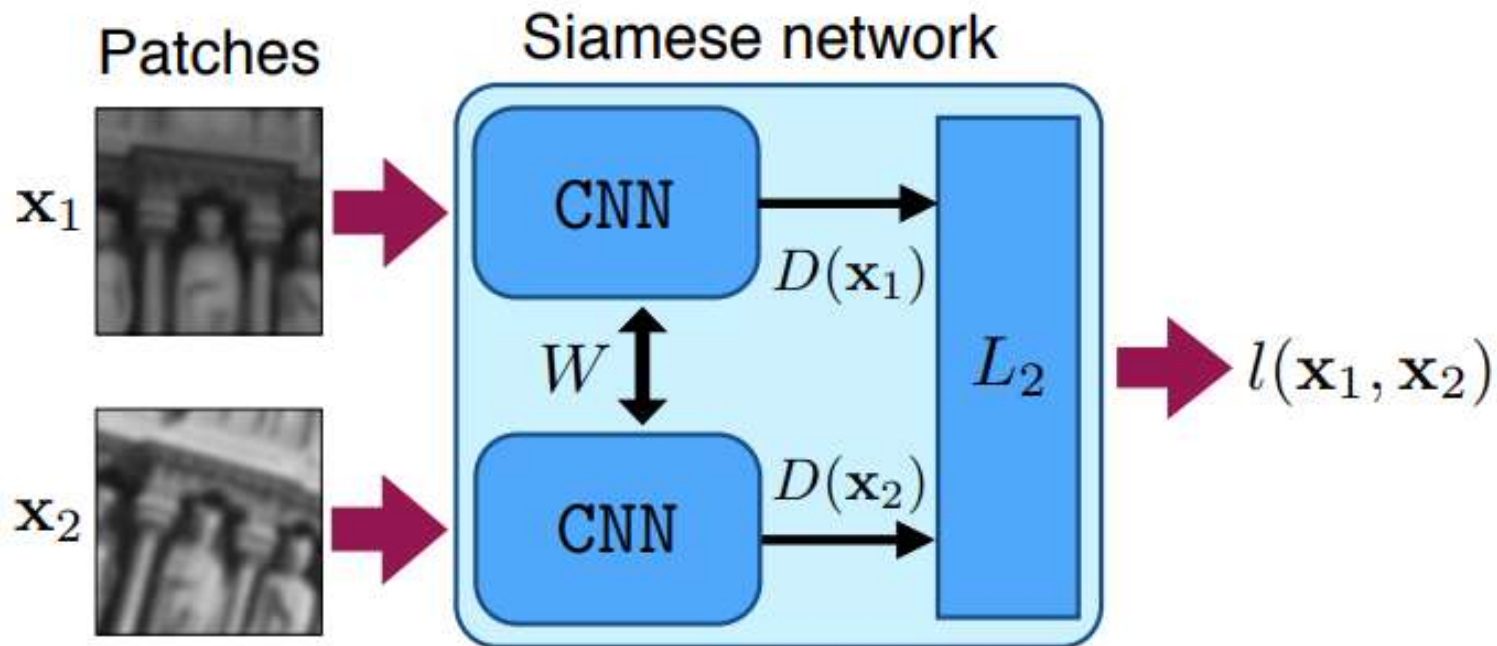 Patches
Siamese network
x₁
CNN
D(x₁)
W
L₂
l(x₁, x₂)
x₂
CNN
D(x₂)